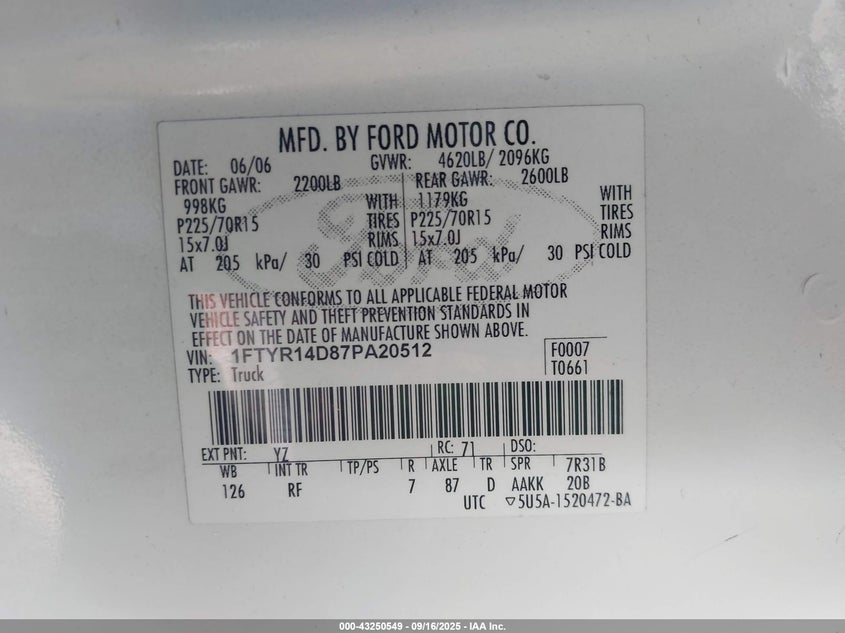 MFD. BY FORD MOTOR CO.
DATE: 06/06 GVWR: 4620LB/ 2096KG
FRONT GAWR: 2200LB REAR GAWR: 2600LB
998KG WITH 1179KG WITH
P225/70R15 TIRES P225/70R15 TIRES
15x7.0J RIMS 15x7.0J RIMS
AT 205 kPa/ 30 PSI COLD AT 205 kPa/ 30 PSI COLD
Ford
THIS VEHICLE CONFORMS TO ALL APPLICABLE FEDERAL MOTOR
VEHICLE SAFETY AND THEFT PREVENTION STANDARDS IN
EFFECT ON THE DATE OF MANUFACTURE SHOWN ABOVE.
VIN: 1FTYR14D87PA20512 F0007
TYPE: Truck T0661
EXT PNT: YZ RC: 71 DSO:
WB INT TR TP/PS R AXLE TR SPR 7R31B
126 RF 7 87 D AAKK 20B
UTC ▽5U5A-1520472-BA
000-43250549 - 09/16/2025 - IAA Inc.